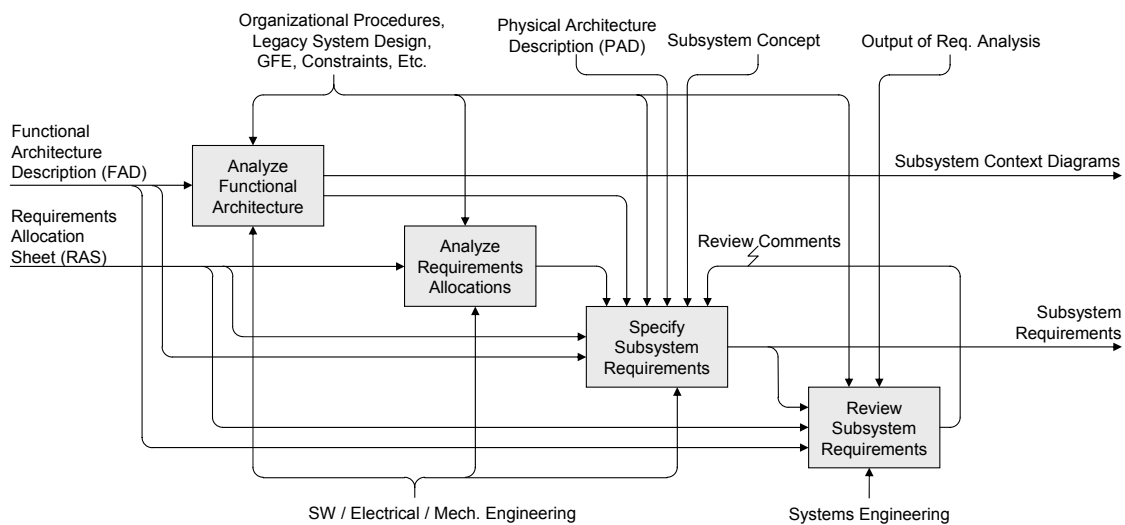 Organizational Procedures,
Legacy System Design,
GFE, Constraints, Etc.
Physical Architecture
Description (PAD)
Subsystem Concept
Output of Req. Analysis
Functional
Architecture
Description (FAD)
Analyze
Functional
Architecture
Subsystem Context Diagrams
Requirements
Allocation
Sheet (RAS)
Analyze
Requirements
Allocations
Review Comments
Specify
Subsystem
Requirements
Subsystem
Requirements
Review
Subsystem
Requirements
SW / Electrical / Mech. Engineering
Systems Engineering